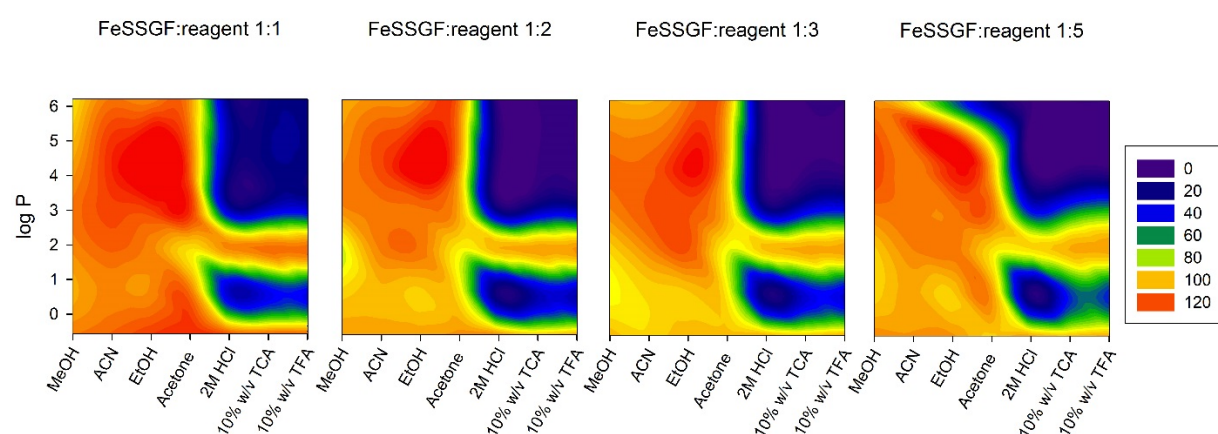 FeSSGF:reagent 1:1
FeSSGF:reagent 1:2
FeSSGF:reagent 1:3
FeSSGF:reagent 1:5
log P
6
5
4
3
2
1
0
MeOH
ACN
EtOH
Acetone
2M HCl
10% w/v TCA
10% w/v TFA
MeOH
ACN
EtOH
Acetone
2M HCl
10% w/v TCA
10% w/v TFA
MeOH
ACN
EtOH
Acetone
2M HCl
10% w/v TCA
10% w/v TFA
MeOH
ACN
EtOH
Acetone
2M HCl
10% w/v TCA
10% w/v TFA
0
20
40
60
80
100
120